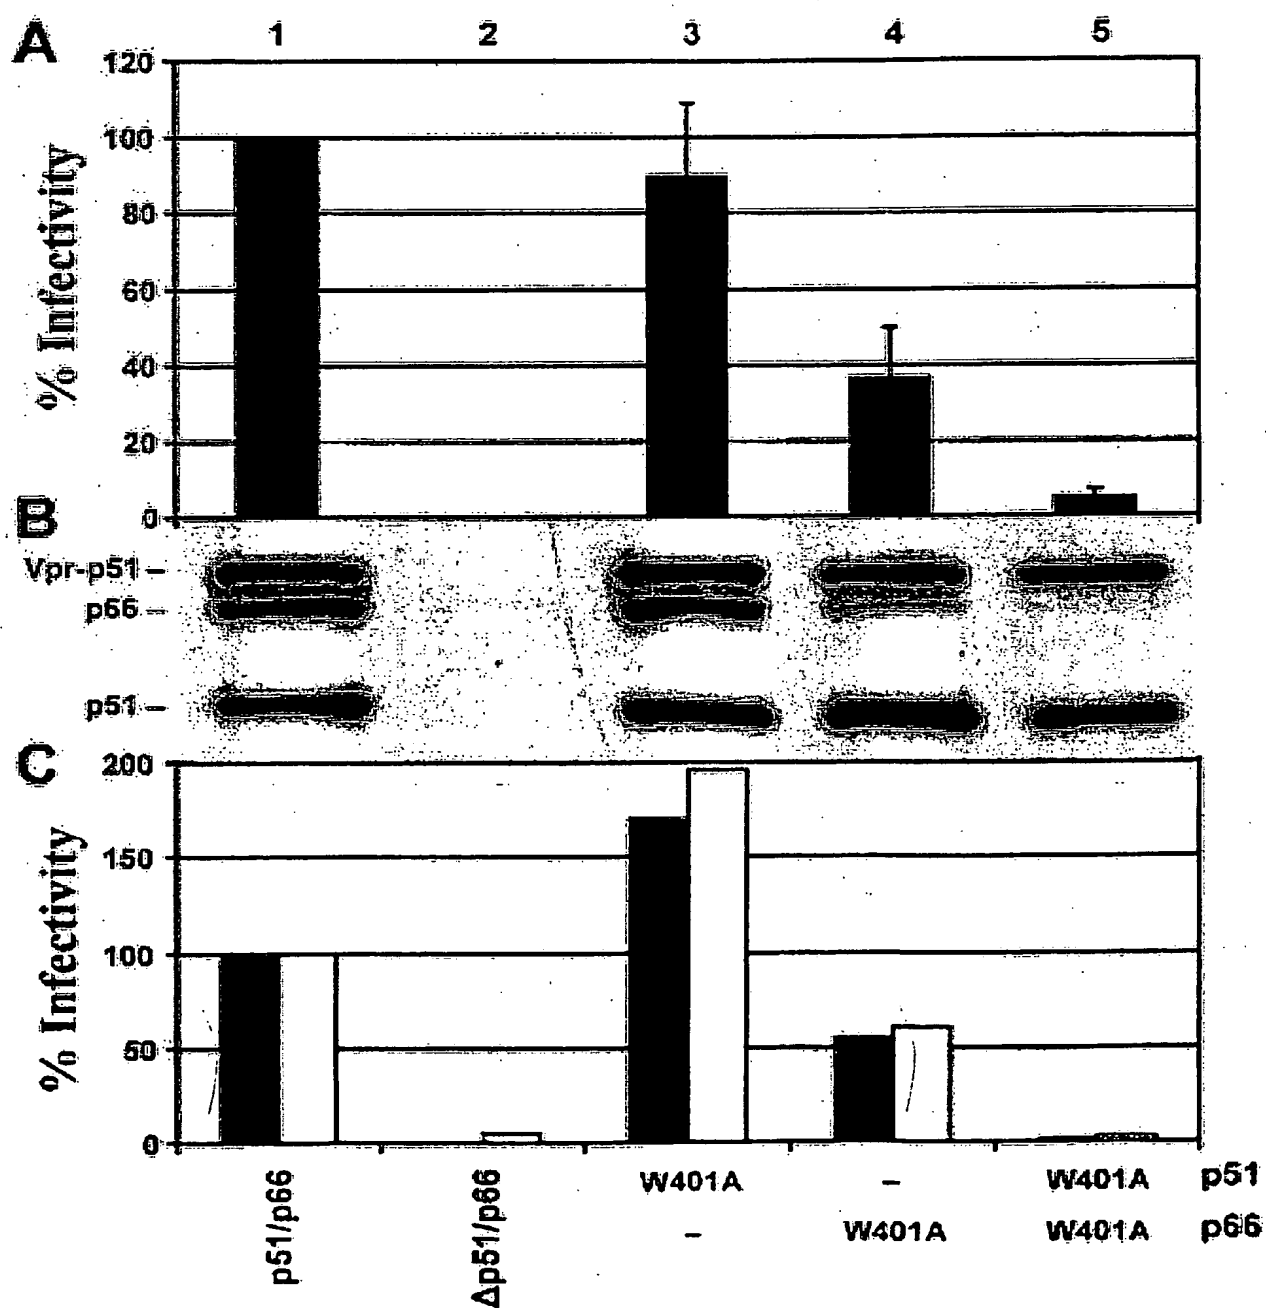 A 1 2 3 4 5
120
100
80
60
40
20
0
% Infectivity
B
Vpr-p51 –
p66 –
p51 –
C
200
150
100
50
0
% Infectivity
p51/p66 Δp51/p66 W401A – W401A p51
– W401A W401A p66